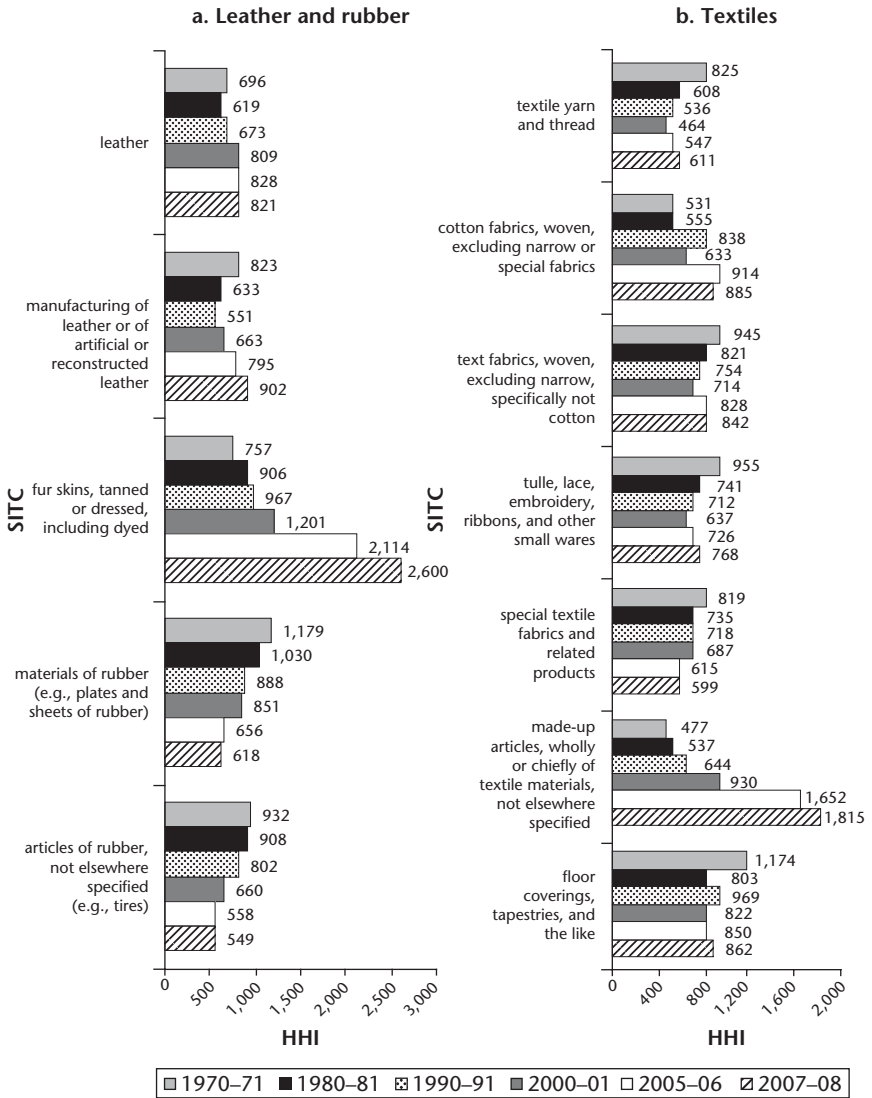 a. Leather and rubber
leather
696
619
673
809
828
821
manufacturing of
leather or of
artificial or
reconstructed
leather
823
633
551
663
795
902
fur skins, tanned
or dressed,
including dyed
757
906
967
1,201
2,114
2,600
materials of rubber
(e.g., plates and
sheets of rubber)
1,179
1,030
888
851
656
618
articles of rubber,
not elsewhere
specified
(e.g., tires)
932
908
802
660
558
549
SITC
0
500
1,000
1,500
2,000
2,500
3,000
HHI
b. Textiles
textile yarn
and thread
825
608
536
464
547
611
cotton fabrics, woven,
excluding narrow or
special fabrics
531
555
838
633
914
885
text fabrics, woven,
excluding narrow,
specifically not
cotton
945
821
754
714
828
842
tulle, lace,
embroidery,
ribbons, and other
small wares
955
741
712
637
726
768
special textile
fabrics and
related
products
819
735
718
687
615
599
made-up
articles, wholly
or chiefly of
textile materials,
not elsewhere
specified
477
537
644
930
1,652
1,815
floor
coverings,
tapestries, and
the like
1,174
803
969
822
850
862
SITC
0
400
800
1,200
1,600
2,000
HHI
1970–71 1980–81 1990–91 2000–01 2005–06 2007–08